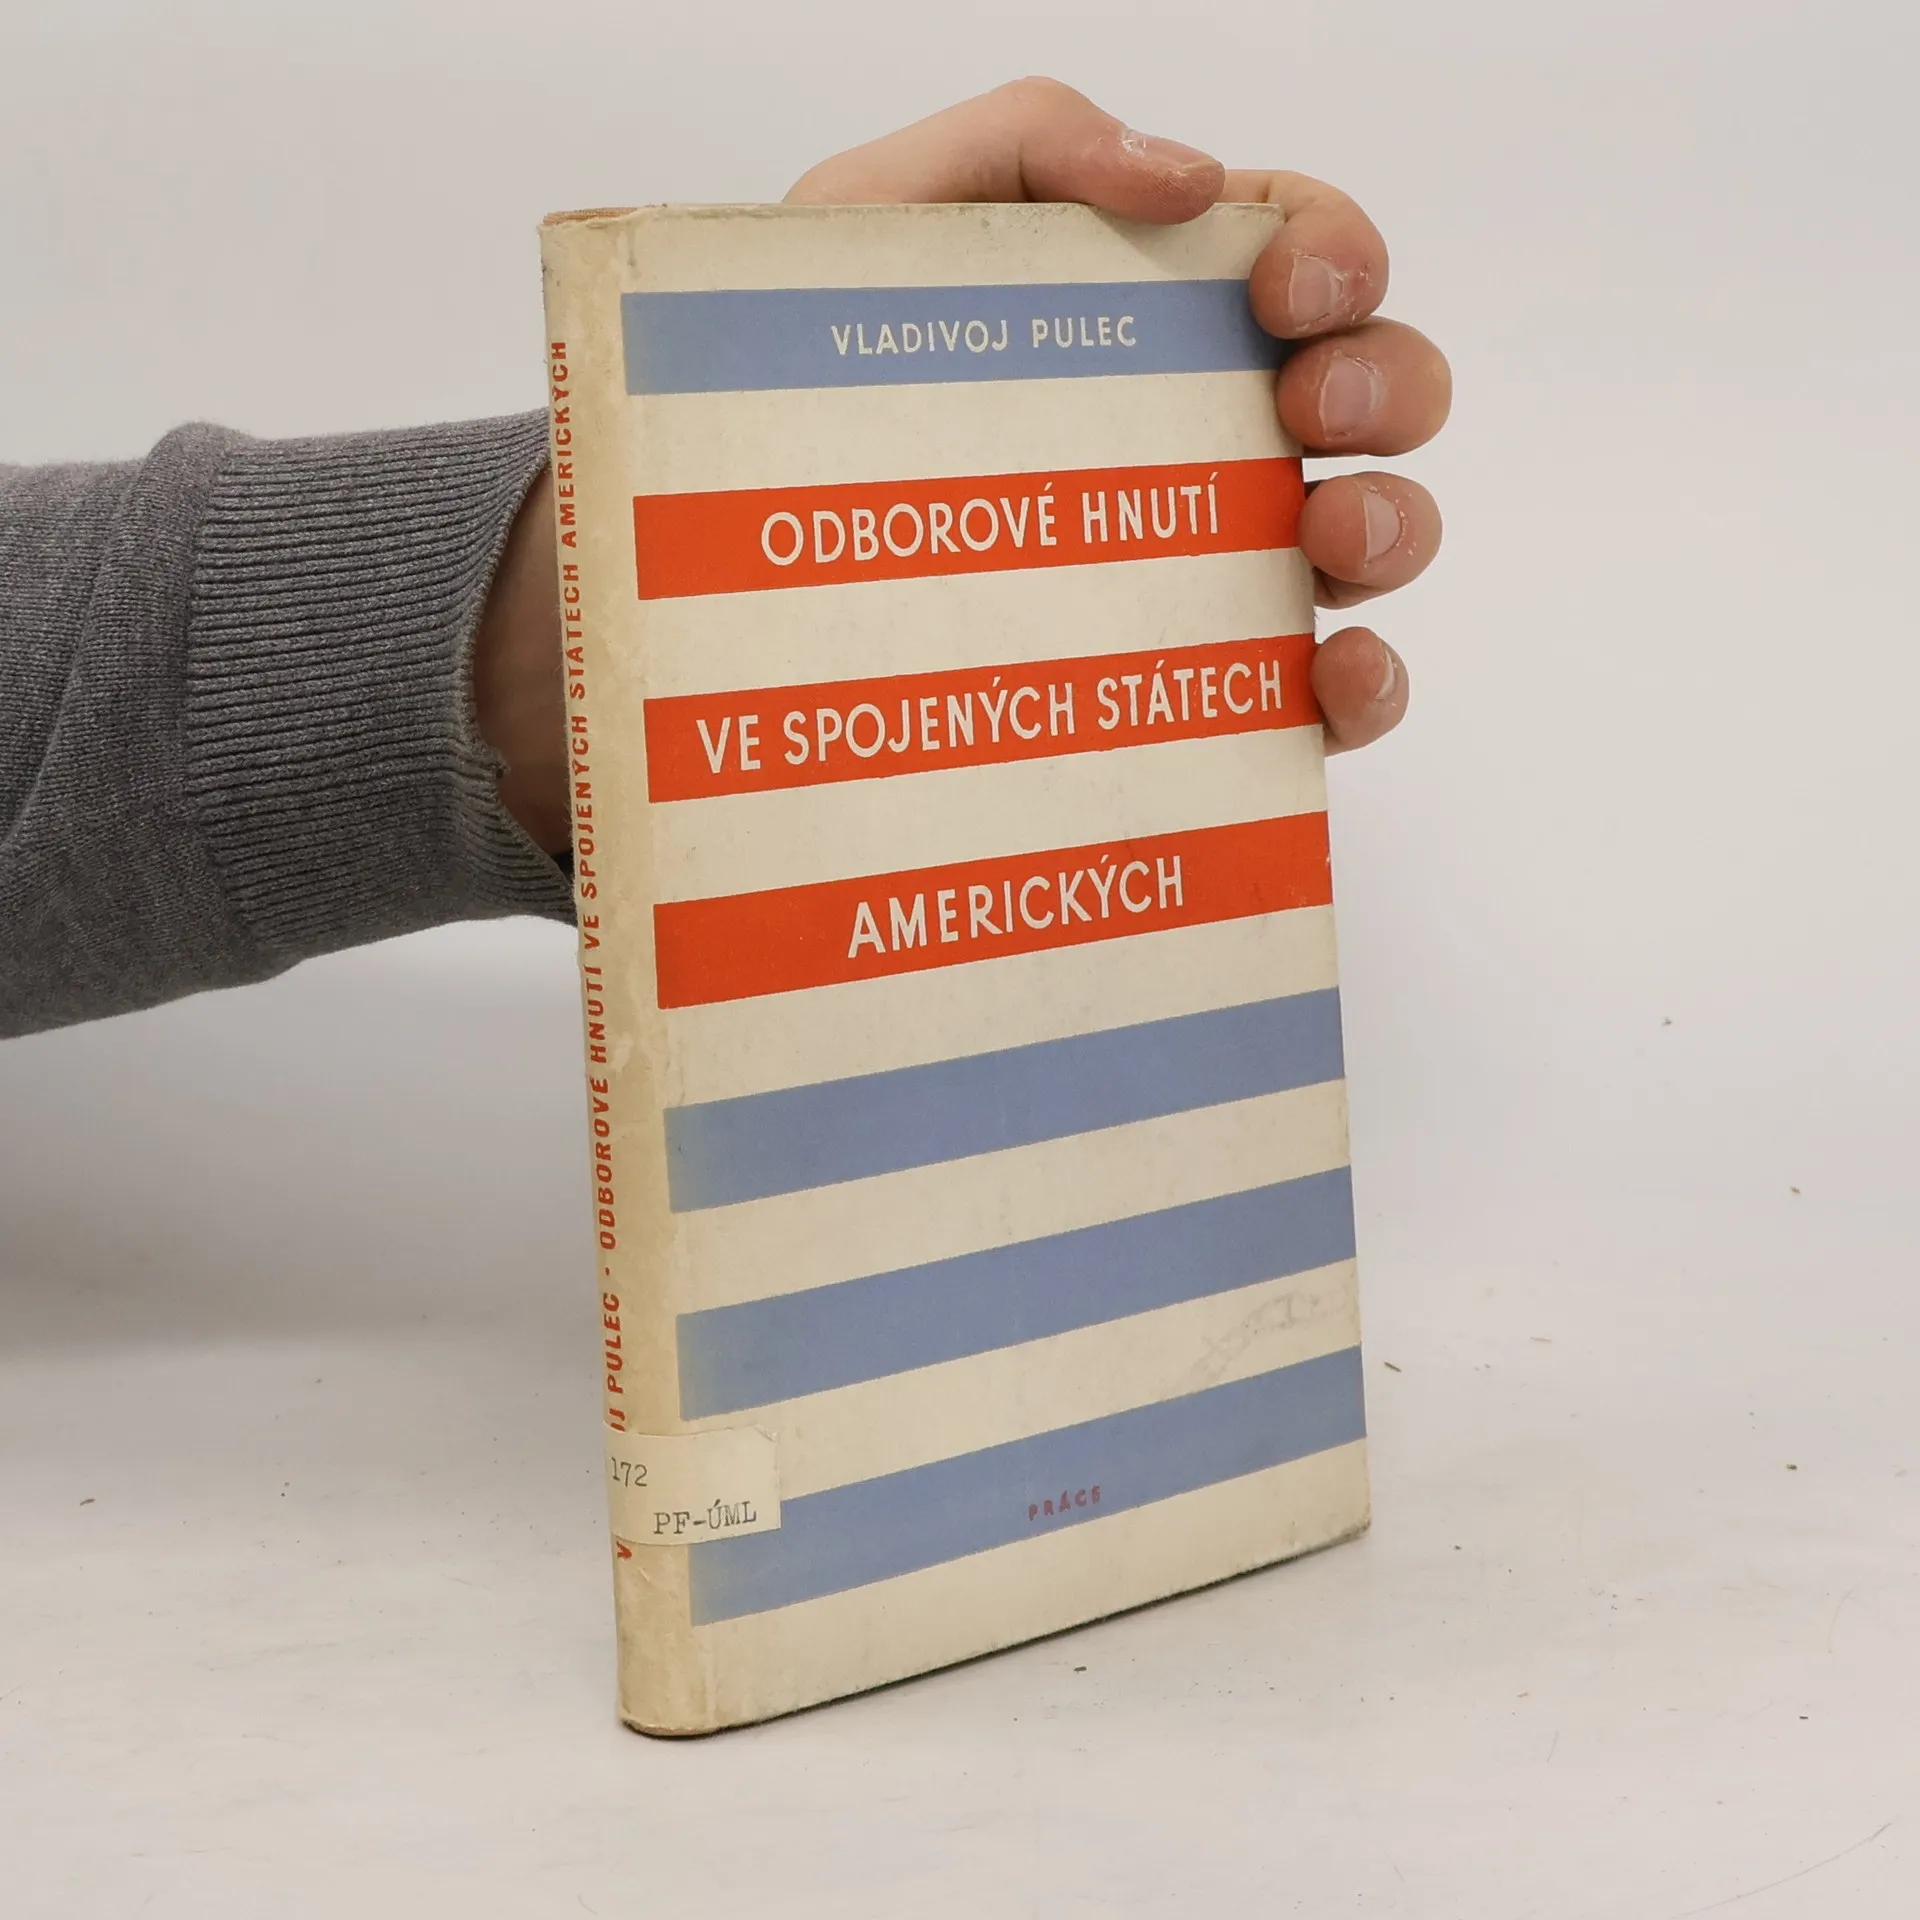 VLADIVOJ PULEC
ODBOROVÉ HNUTÍ
VE SPOJENÝCH STÁTECH
AMERICKÝCH
PRÁCE
V IJ PULEC · ODBOROVÉ HNUTÍ VE SPOJENÝCH STÁTECH AMERICKÝCH
172
PF-ÚML